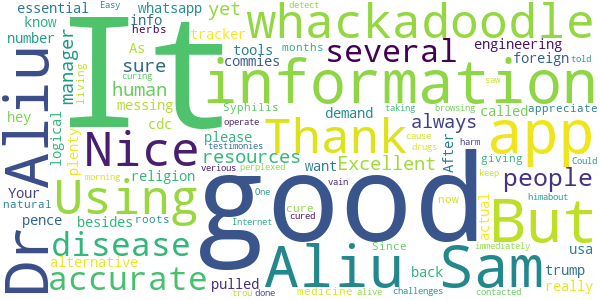 essential whatsapp yet info detect Easy
know herbs whackadoodle
number As tracker
hey sure tools months several engineering
manager human commies foreign told
Dr Aliu It messing Syphilis information
living curing cdc demand always called appreciate
logical Nice please taking browsing saw
plenty Thank operate testimonies cause drugs After harm app
Using resources want Excellent giving people
Your religion perplexed One Could
natural pence besides cure now actual But
disease roots vain good Since keep himabout
morning verious cured back usa
alternative Internet Aliu Sam trump
accurate pulled medicine alive challenges really immediately
trou done contacted